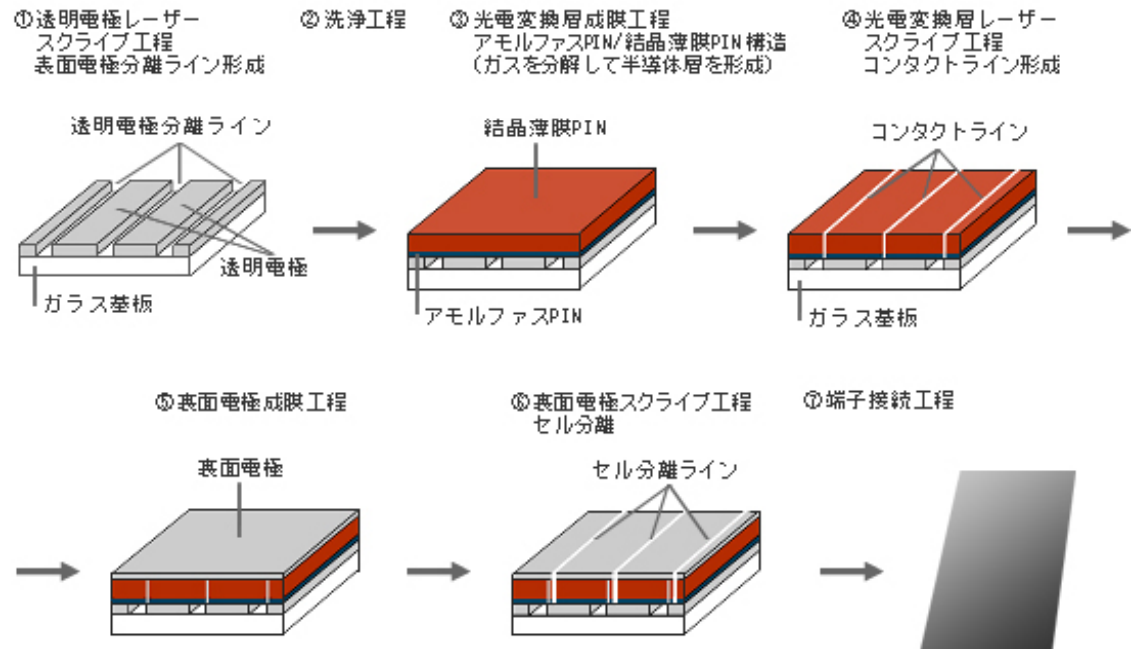 ①透明電極レーザー
スクライブ工程
表面電極分離ライン形成
②洗浄工程
③光電変換層成膜工程
アモルファスPIN/結晶薄膜PIN構造
(ガスを分解して半導体層を形成)
④光電変換層レーザー
スクライブ工程
コンタクトライン形成
透明電極分離ライン
透明電極
ガラス基板
結晶薄膜PIN
アモルファスPIN
コンタクトライン
ガラス基板
⑤裏面電極成膜工程
裏面電極
⑥裏面電極スクライブ工程
セル分離
セル分離ライン
⑦端子接続工程